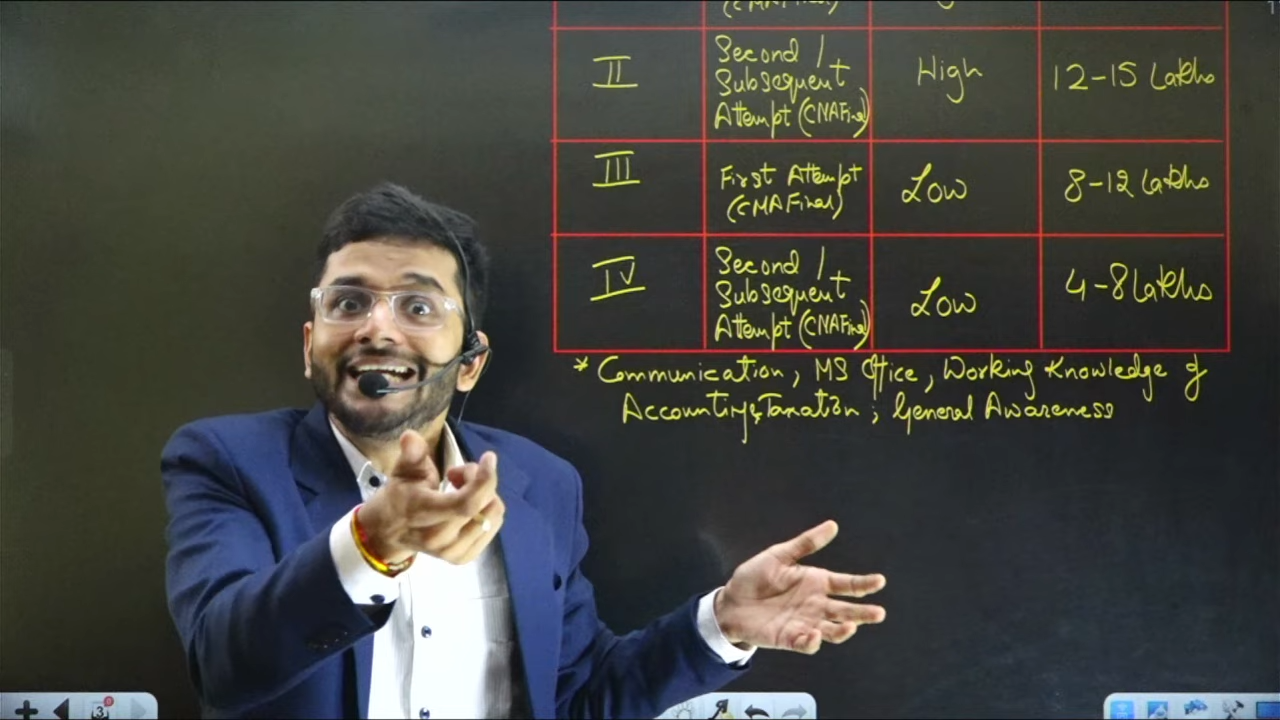 (CMA Final)
II
Second /
Subsequent
Attempt (CMA Final)
High
12-15 Lakhs
III
First Attempt
(CMA Final)
Low
8-12 Lakhs
IV
Second /
Subsequent
Attempt (CMA Final)
Low
4-8 Lakhs
* Communication, MS Office, Working Knowledge of
Accounting & Taxation, General Awareness